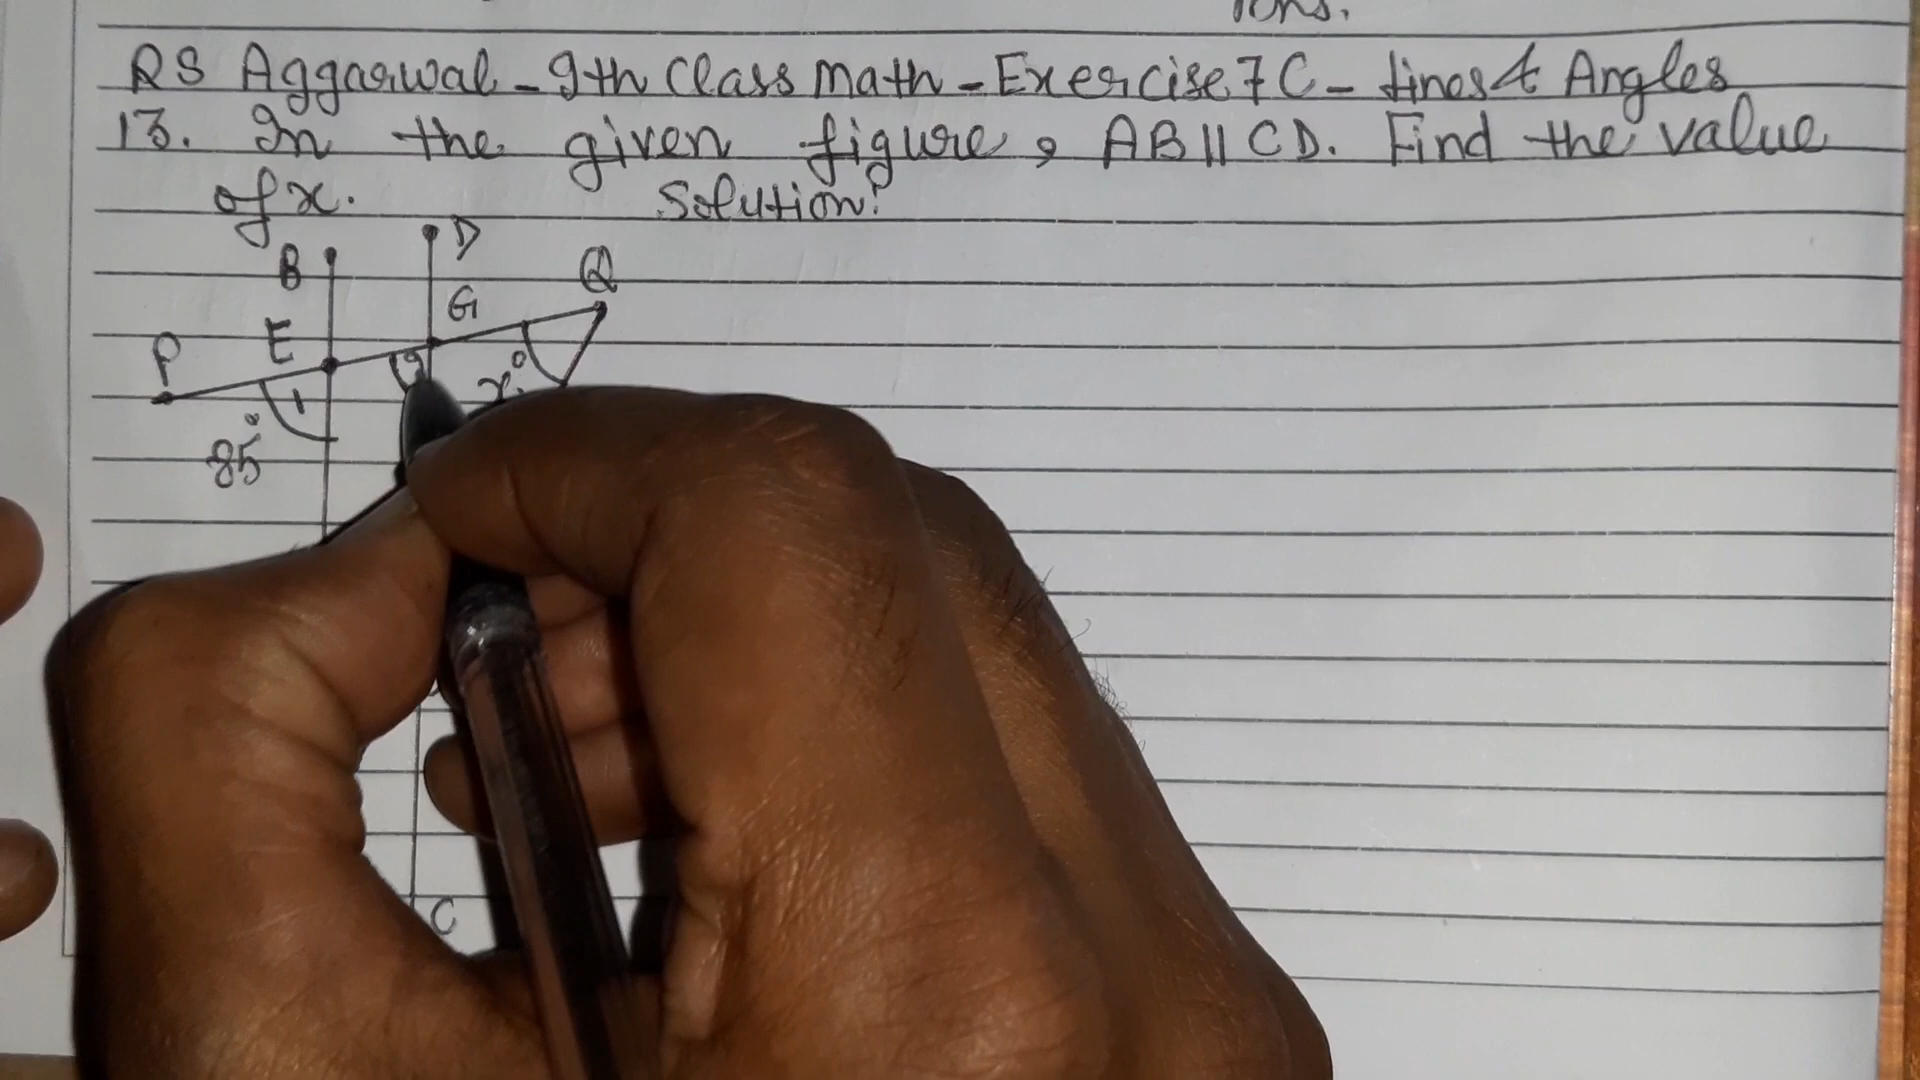 ions.
RS Aggarwal - 9th Class Math - Exercise 7C - Lines & Angles
13. In the given figure, AB || CD. Find the value
of x. Solution:
B D Q
E G
P
1 x°
85°
C